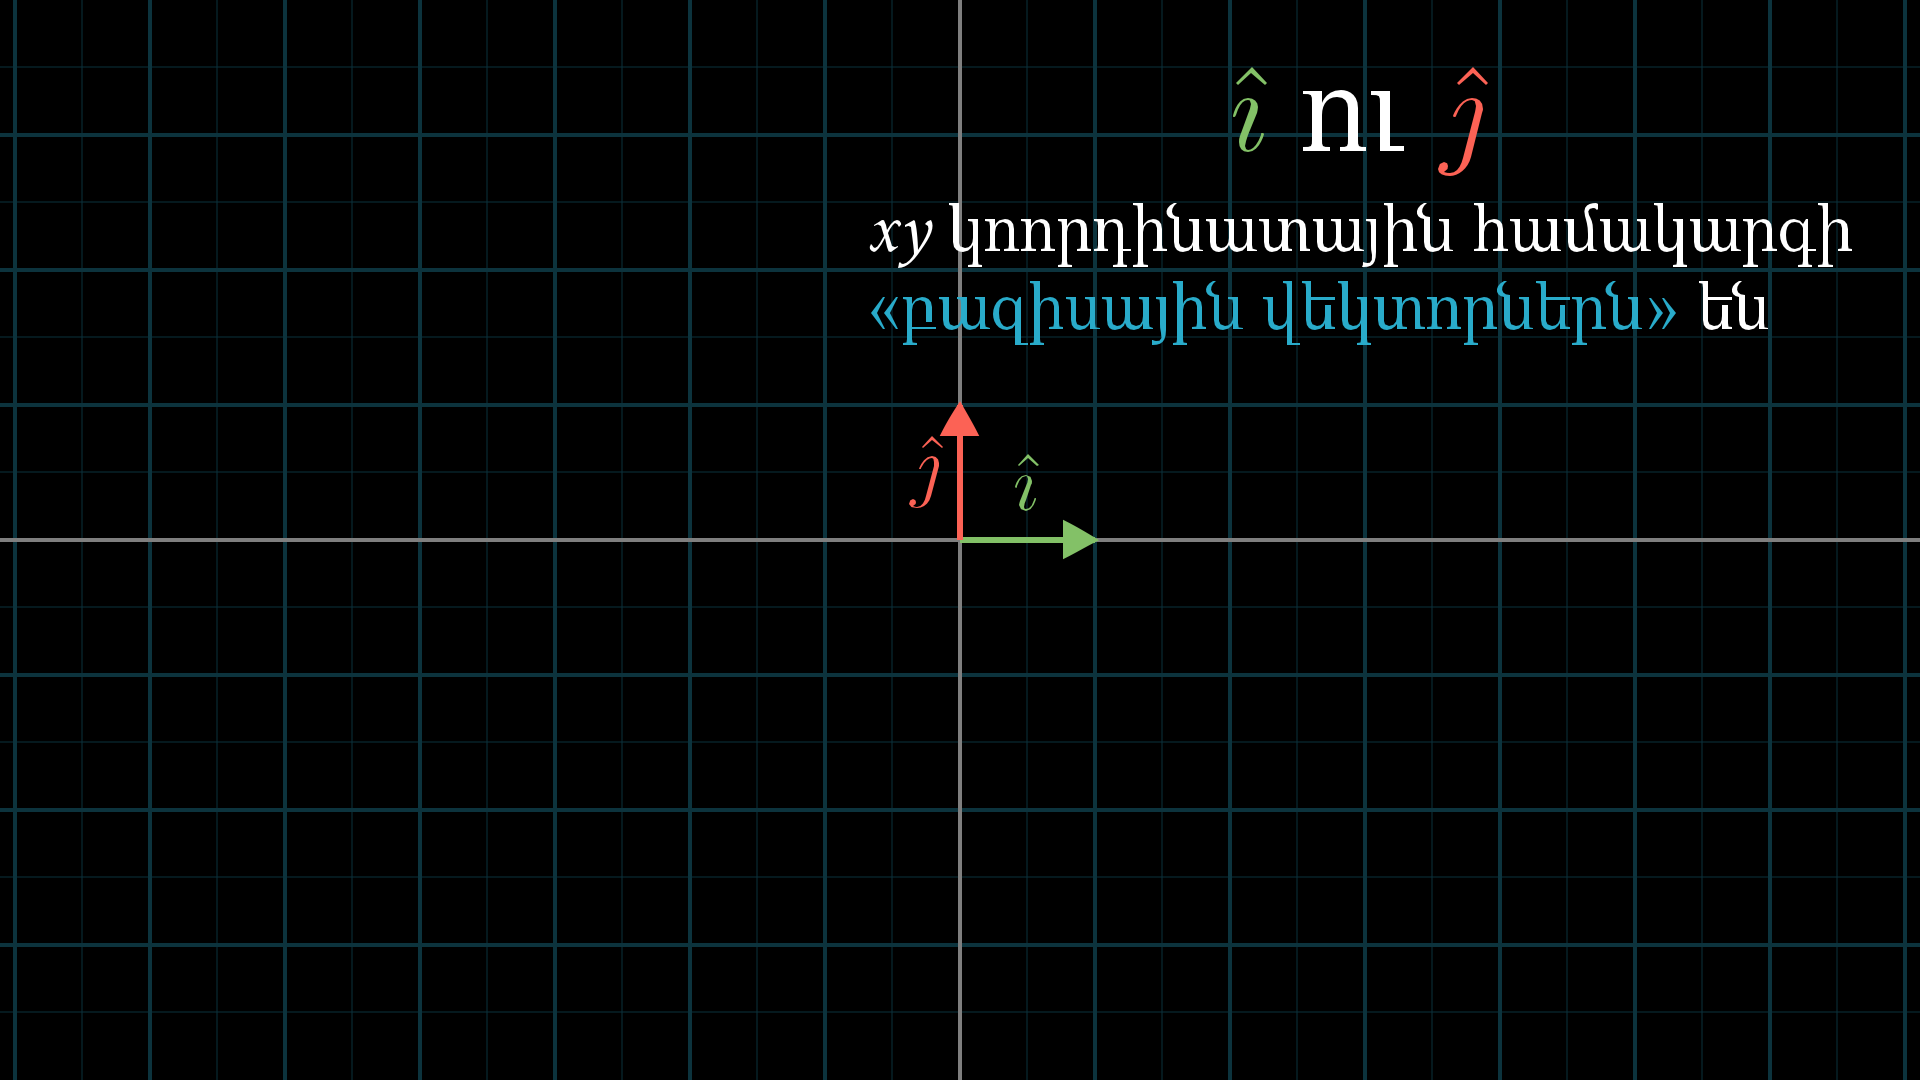 î ու ĵ
xy կոորդինատային համակարգի
«բազիսային վեկտորներն» են
ĵ
î